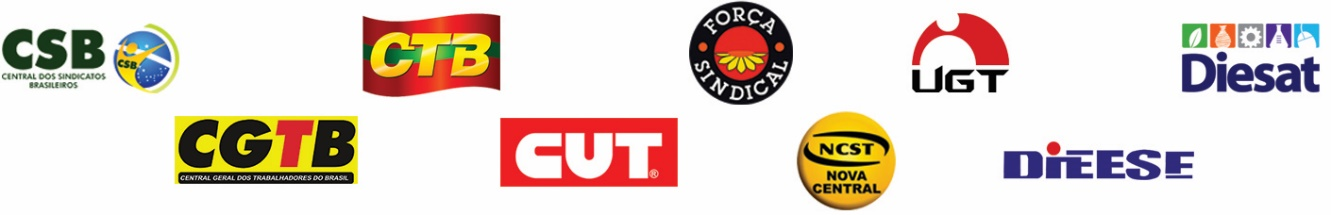 CSB
CENTRAL DOS SINDICATOS
BRASILEIROS
CSB
CTB
FORÇA
SINDICAL
UGT
Diesat
CGTB
CENTRAL GERAL DOS TRABALHADORES DO BRASIL
CUT®
NCST
NOVA
CENTRAL
DIEESE